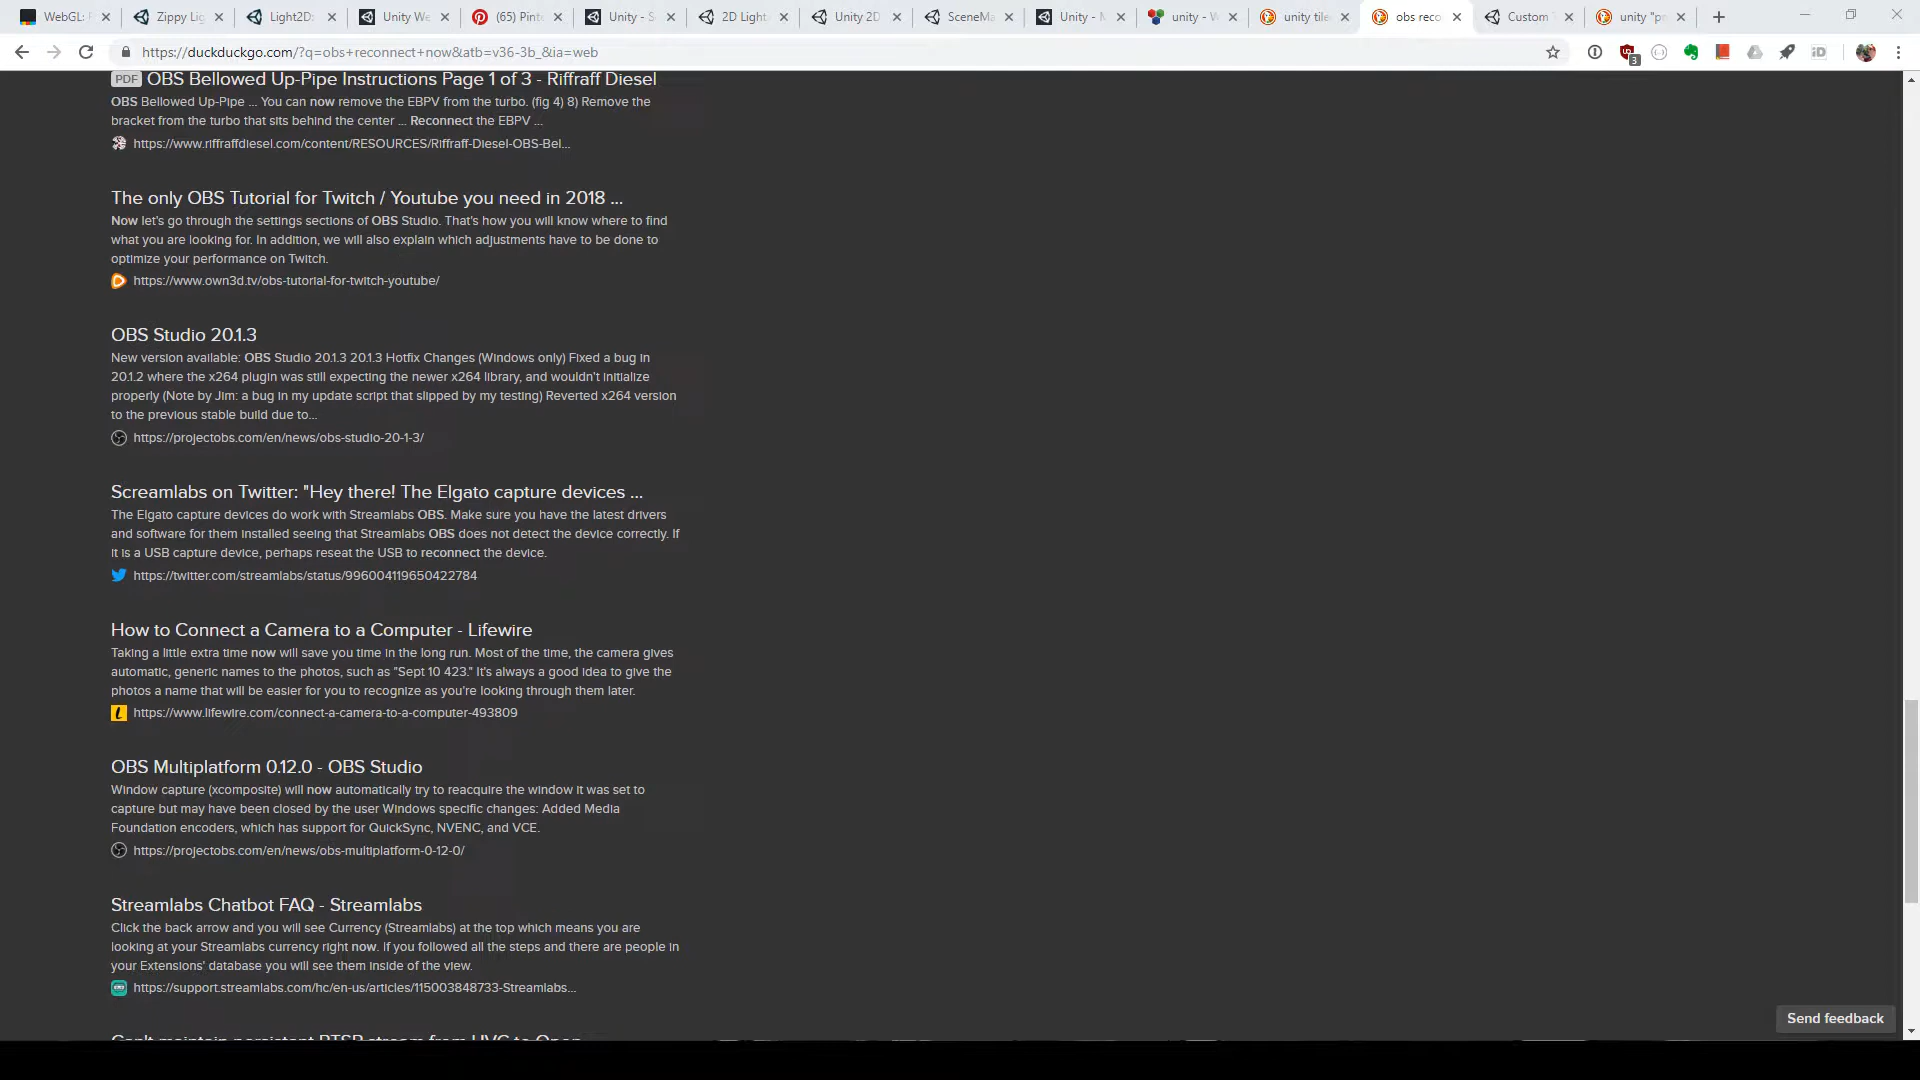 WebGL: F
Zippy Lig
Light2D:
Unity We
(65) Pint
Unity - S
2D Light
Unity 2D
SceneMa
Unity - M
unity - W
unity tile
obs reco
Custom T
unity "pr
https://duckduckgo.com/?q=obs+reconnect+now&atb=v36-3b_&ia=web
3
PDF OBS Bellowed Up-Pipe Instructions Page 1 of 3 - Riffraff Diesel
OBS Bellowed Up-Pipe ... You can now remove the EBPV from the turbo. (fig 4) 8) Remove the
bracket from the turbo that sits behind the center ... Reconnect the EBPV ...
https://www.riffraffdiesel.com/content/RESOURCES/Riffraff-Diesel-OBS-Bel...
The only OBS Tutorial for Twitch / Youtube you need in 2018 ...
Now let's go through the settings sections of OBS Studio. That's how you will know where to find
what you are looking for. In addition, we will also explain which adjustments have to be done to
optimize your performance on Twitch.
https://www.own3d.tv/obs-tutorial-for-twitch-youtube/
OBS Studio 20.1.3
New version available: OBS Studio 20.1.3 20.1.3 Hotfix Changes (Windows only) Fixed a bug in
20.1.2 where the x264 plugin was still expecting the newer x264 library, and wouldn't initialize
properly (Note by Jim: a bug in my update script that slipped by my testing) Reverted x264 version
to the previous stable build due to...
https://projectobs.com/en/news/obs-studio-20-1-3/
Screamlabs on Twitter: "Hey there! The Elgato capture devices ...
The Elgato capture devices do work with Streamlabs OBS. Make sure you have the latest drivers
and software for them installed seeing that Streamlabs OBS does not detect the device correctly. If
it is a USB capture device, perhaps reseat the USB to reconnect the device.
https://twitter.com/streamlabs/status/996004119650422784
How to Connect a Camera to a Computer - Lifewire
Taking a little extra time now will save you time in the long run. Most of the time, the camera gives
automatic, generic names to the photos, such as "Sept 10 423." It's always a good idea to give the
photos a name that will be easier for you to recognize as you're looking through them later.
https://www.lifewire.com/connect-a-camera-to-a-computer-493809
OBS Multiplatform 0.12.0 - OBS Studio
Window capture (xcomposite) will now automatically try to reacquire the window it was set to
capture but may have been closed by the user Windows specific changes: Added Media
Foundation encoders, which has support for QuickSync, NVENC, and VCE.
https://projectobs.com/en/news/obs-multiplatform-0-12-0/
Streamlabs Chatbot FAQ - Streamlabs
Click the back arrow and you will see Currency (Streamlabs) at the top which means you are
looking at your Streamlabs currency right now. If you followed all the steps and there are people in
your Extensions' database you will see them inside of the view.
https://support.streamlabs.com/hc/en-us/articles/115003848733-Streamlabs...
Send feedback
Can't maintain persistent RTSP stream from HVC to Open